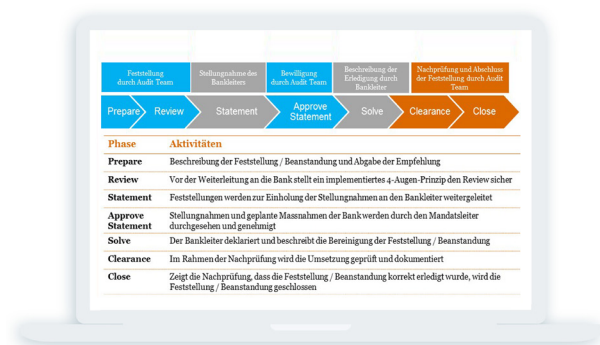 Feststellung
durch Audit Team
Stellungnahme des
Bankleiters
Bewilligung
durch Audit Team
Beschreibung der
Erledigung durch
Bankleiter
Nachprüfung und Abschluss
der Feststellung durch Audit
Team
Prepare
Review
Statement
Approve
Statement
Solve
Clearance
Close
Phase Aktivitäten
Prepare Beschreibung der Feststellung / Beanstandung und Abgabe der Empfehlung
Review Vor der Weiterleitung an die Bank stellt ein implementiertes 4-Augen-Prinzip den Review sicher
Statement Feststellungen werden zur Einholung der Stellungnahmen an den Bankleiter weitergeleitet
Approve Stellungnahmen und geplante Massnahmen der Bank werden durch den Mandatsleiter
Statement durchgesehen und genehmigt
Solve Der Bankleiter deklariert und beschreibt die Bereinigung der Feststellung / Beanstandung
Clearance Im Rahmen der Nachprüfung wird die Umsetzung geprüft und dokumentiert
Close Zeigt die Nachprüfung, dass die Feststellung / Beanstandung korrekt erledigt wurde, wird die
Feststellung / Beanstandung geschlossen